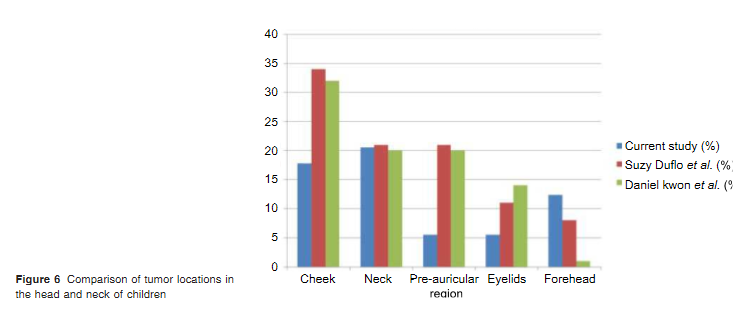 40
35
30
25
20
15
10
5
0
Cheek Neck Pre-auricular region Eyelids Forehead
Current study (%)
Suzy Duflo et al. (%
Daniel kwon et al. (%
Figure 6 Comparison of tumor locations in
the head and neck of children